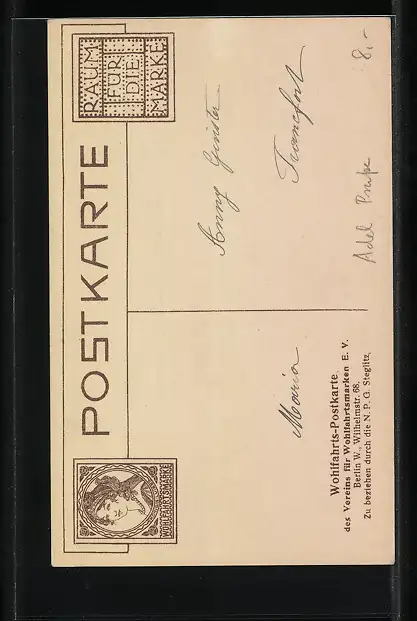 POSTKARTE
RAUM
FÜR
DIE
MARKE
WOHLFAHRTSMARKE
Maria
Anny
Adel
8,-
Wohlfahrts-Postkarte
des Vereins für Wohlfahrtsmarken E. V.
Berlin W., Wilhelmstr. 68.
Zu beziehen durch die N. P. G. Steglitz.